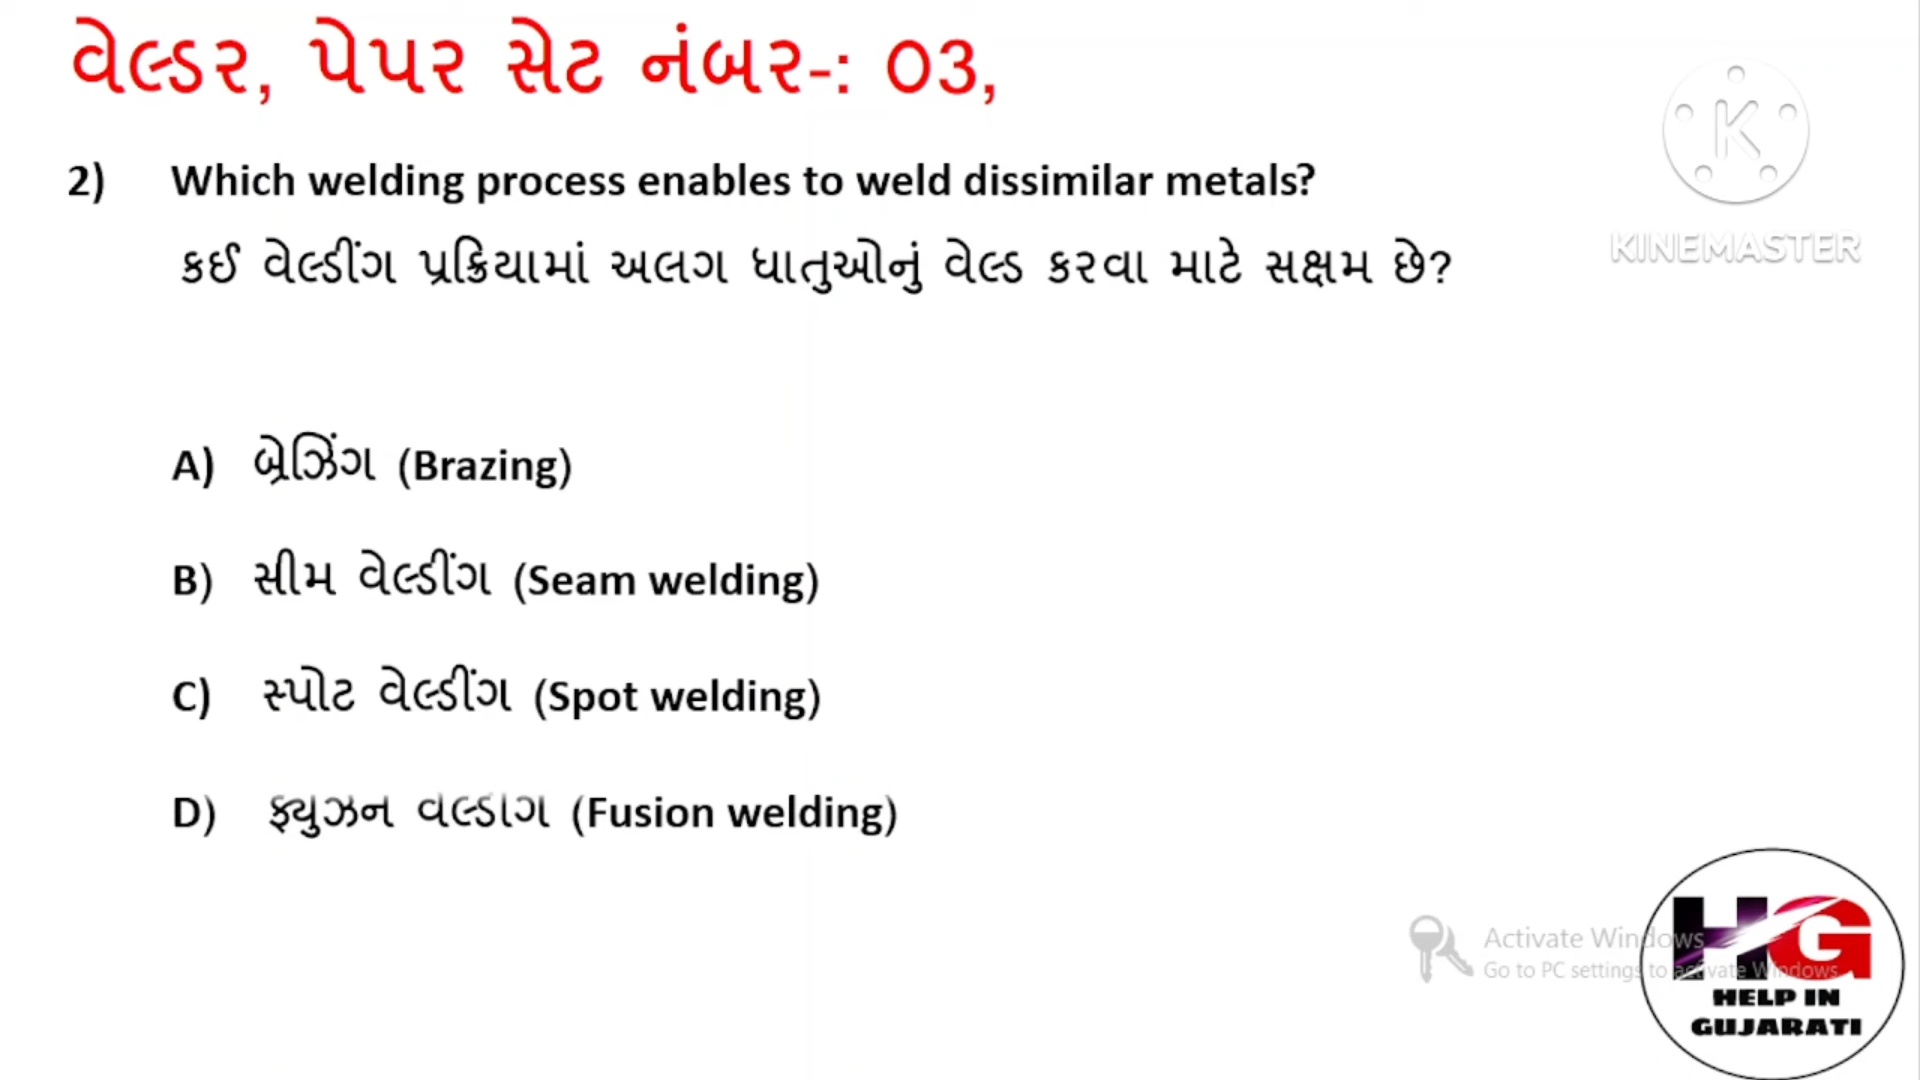 વેલ્ડર, પેપર સેટ નંબર-: 03,
2) Which welding process enables to weld dissimilar metals?
કઈ વેલ્ડીંગ પ્રક્રિયામાં અલગ ધાતુઓનું વેલ્ડ કરવા માટે સક્ષમ છે?
A) બ્રેઝિંગ (Brazing)
B) સીમ વેલ્ડીંગ (Seam welding)
C) સ્પોટ વેલ્ડીંગ (Spot welding)
D) ફ્યુઝન વેલ્ડીંગ (Fusion welding)
K
KINEMASTER
Activate Windows
Go to PC settings to activate Windows
HG
HELP IN
GUJARATI